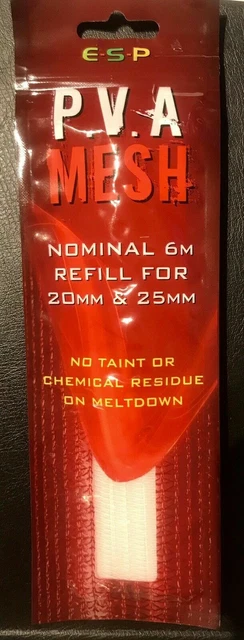 E·S·P
P.V.A
MESH
NOMINAL 6M
REFILL FOR
20MM & 25MM
NO TAINT OR
CHEMICAL RESIDUE
ON MELTDOWN